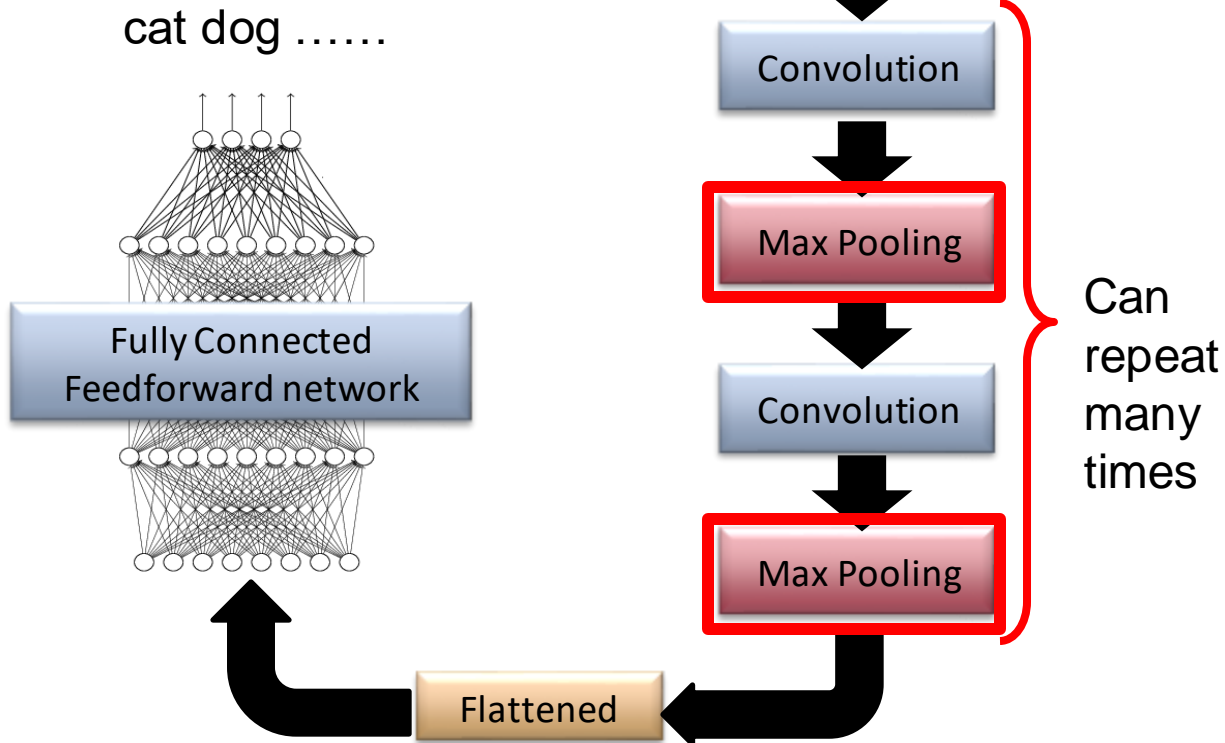 cat dog ……
Convolution
Max Pooling
Convolution
Max Pooling
Can
repeat
many
times
Flattened
Fully Connected
Feedforward network